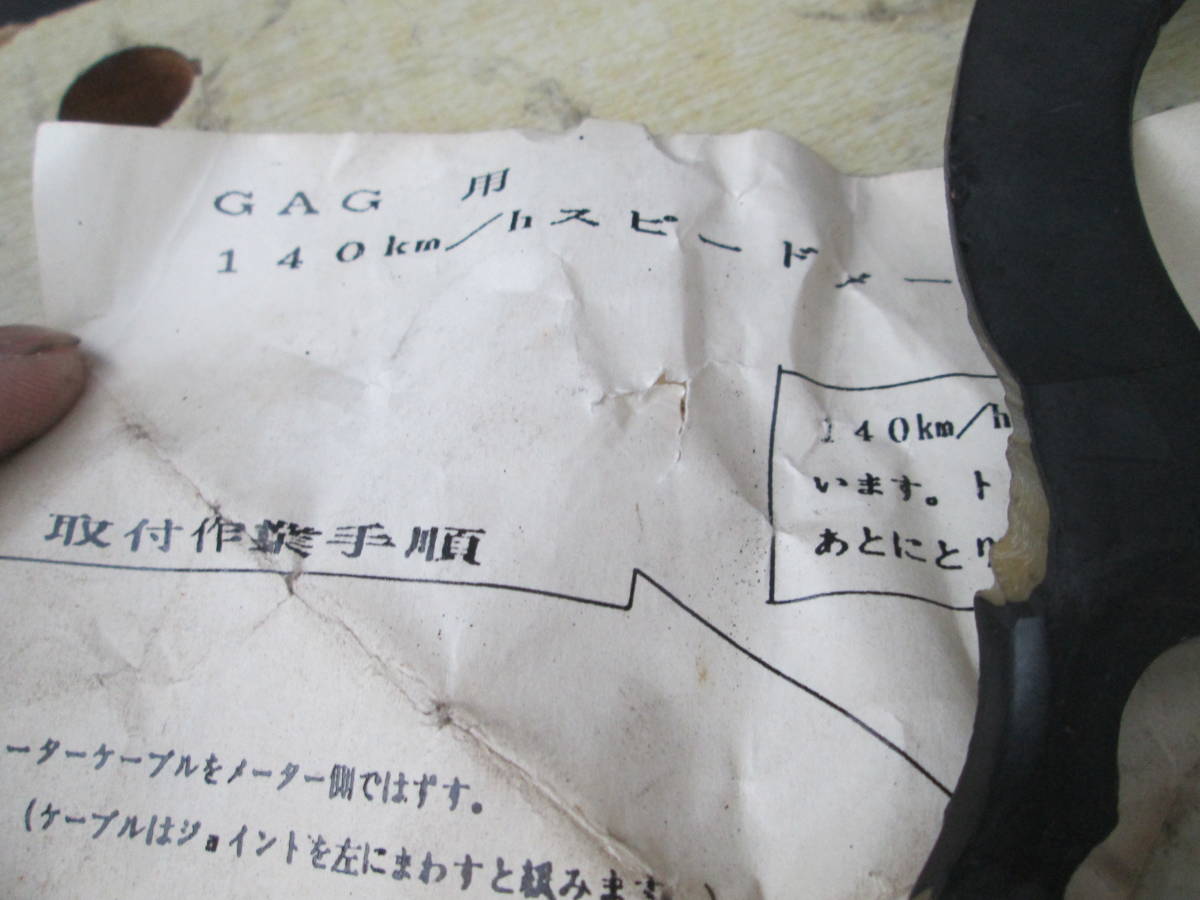 GAG 用
140km/hスピードメー
140km/h
います。ト
あとにと
取付作業手順
ーターケーブルをメーター側ではずす。
(ケーブルはジョイントを左にまわすと緩みます。)